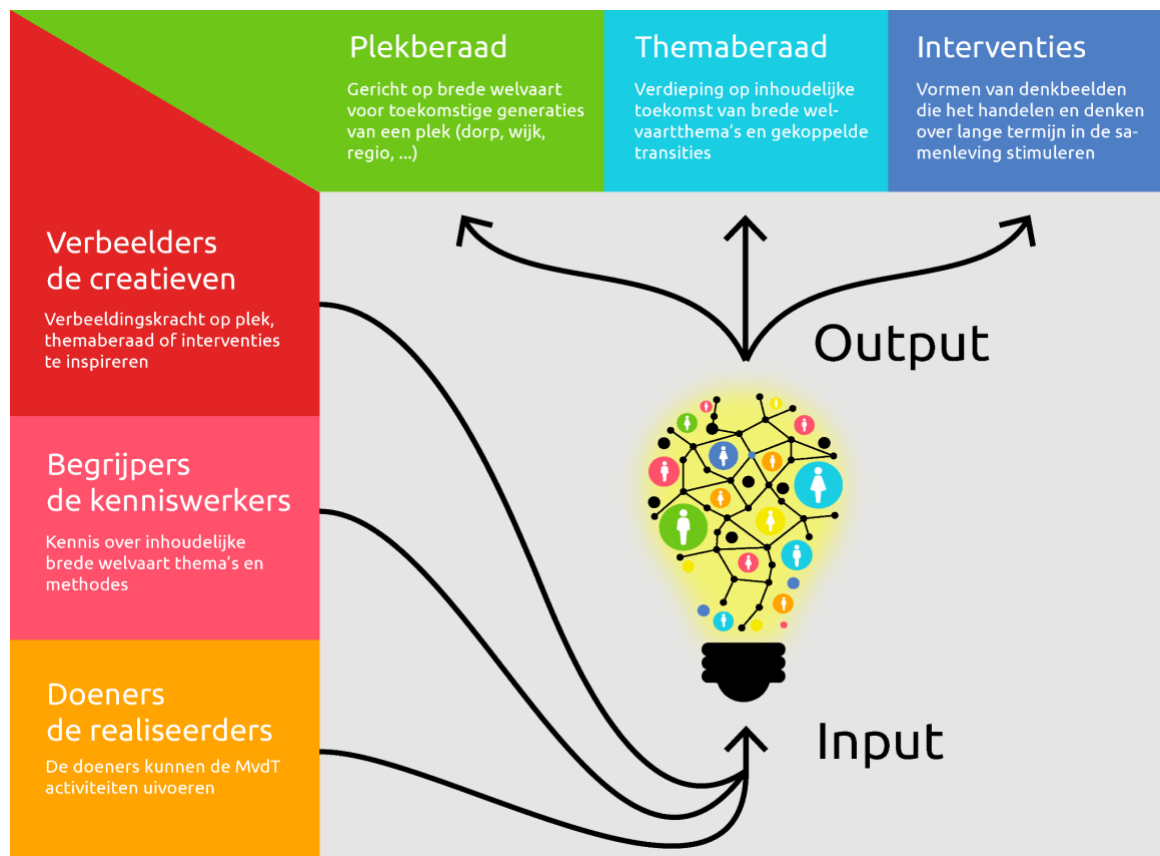 Plekberaad
Gericht op brede welvaart
voor toekomstige generaties
van een plek (dorp, wijk,
regio, ...)
Themaberaad
Verdieping op inhoudelijke
toekomst van brede wel-
vaartthema's en gekoppelde
transities
Interventies
Vormen van denkbeelden
die het handelen en denken
over lange termijn in de sa-
menleving stimuleren
Verbeelders
de creatieven
Verbeeldingskracht op plek,
themaberaad of interventies
te inspireren
Begrijpers
de kenniswerkers
Kennis over inhoudelijke
brede welvaart thema's en
methodes
Doeners
de realiseerders
De doeners kunnen de MvdT
activiteiten uivoeren
Output
Input